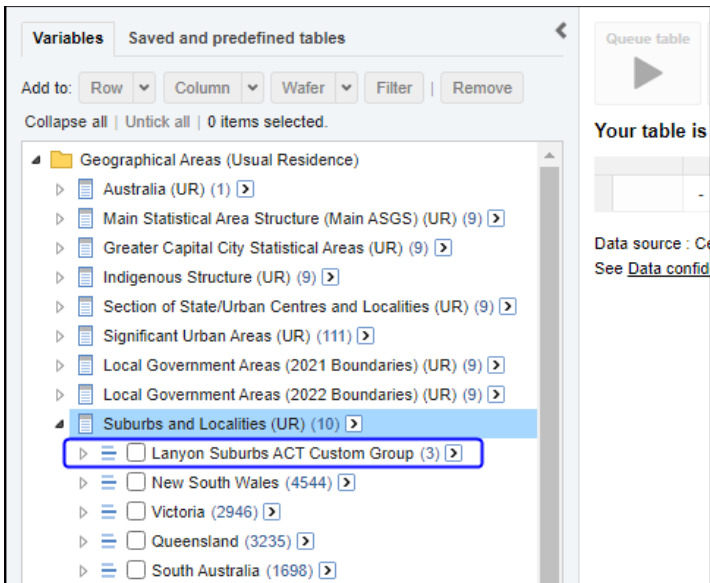 Variables
Saved and predefined tables
Add to: Row Column Wafer Filter | Remove
Collapse all | Untick all | 0 items selected.
Geographical Areas (Usual Residence)
Australia (UR) (1)
Main Statistical Area Structure (Main ASGS) (UR) (9)
Greater Capital City Statistical Areas (UR) (9)
Indigenous Structure (UR) (9)
Section of State/Urban Centres and Localities (UR) (9)
Significant Urban Areas (UR) (111)
Local Government Areas (2021 Boundaries) (UR) (9)
Local Government Areas (2022 Boundaries) (UR) (9)
Suburbs and Localities (UR) (10)
Lanyon Suburbs ACT Custom Group (3)
New South Wales (4544)
Victoria (2946)
Queensland (3235)
South Australia (1698)
Queue table
Your table is
-
Data source : Ce
See Data confid